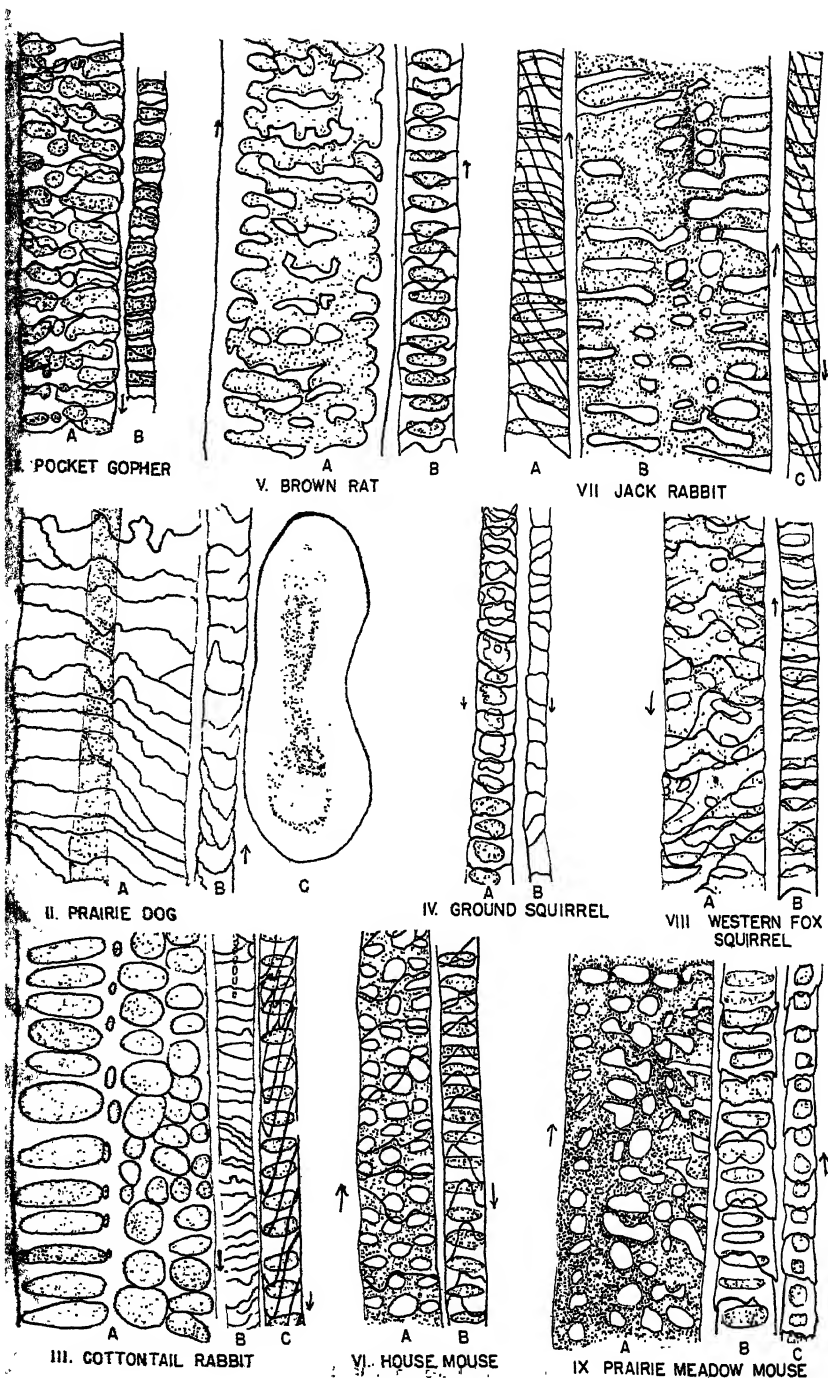 A B
I. POCKET GOPHER
A B
V. BROWN RAT
A B C
VII JACK RABBIT
A B C
II. PRAIRIE DOG
A B
IV. GROUND SQUIRREL
A B
VIII WESTERN FOX
SQUIRREL
A B C
III. COTTONTAIL RABBIT
A B
VI. HOUSE MOUSE
A B C
IX PRAIRIE MEADOW MOUSE